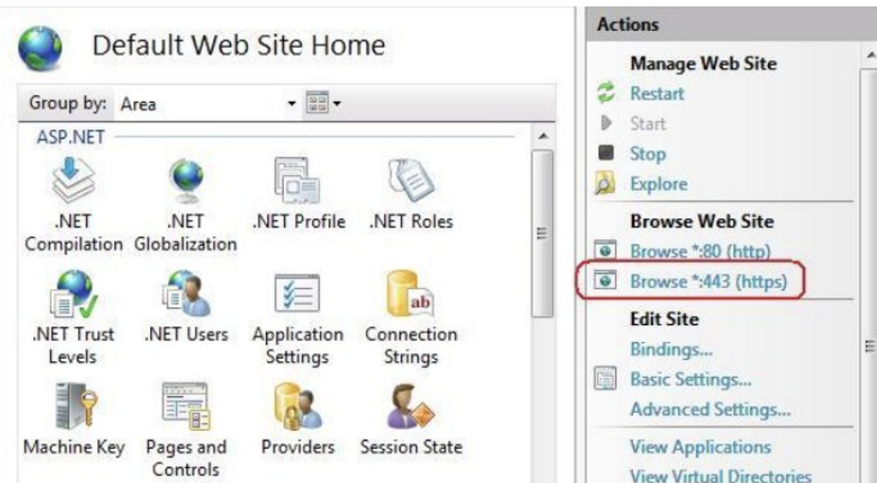 Default Web Site Home
Group by: Area
ASP.NET
.NET Compilation
.NET Globalization
.NET Profile
.NET Roles
.NET Trust Levels
.NET Users
Application Settings
Connection Strings
ab
Machine Key
Pages and Controls
Providers
Session State
Actions
Manage Web Site
Restart
Start
Stop
Explore
Browse Web Site
Browse *:80 (http)
Browse *:443 (https)
Edit Site
Bindings...
Basic Settings...
Advanced Settings...
View Applications
View Virtual Directories